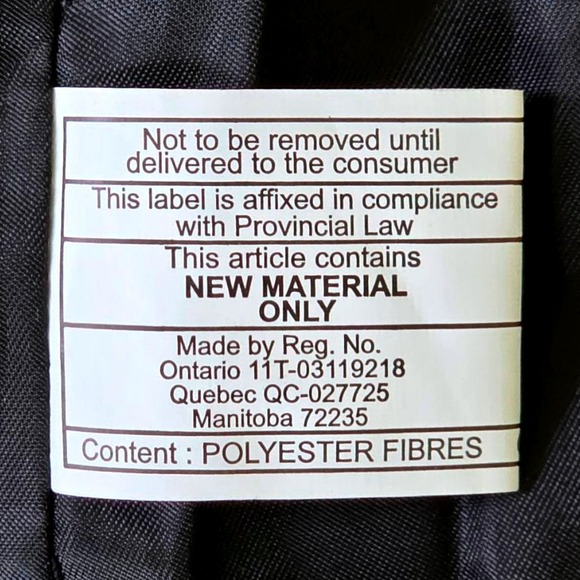 Not to be removed until
delivered to the consumer
This label is affixed in compliance
with Provincial Law
This article contains
NEW MATERIAL
ONLY
Made by Reg. No.
Ontario 11T-03119218
Quebec QC-027725
Manitoba 72235
Content : POLYESTER FIBRES